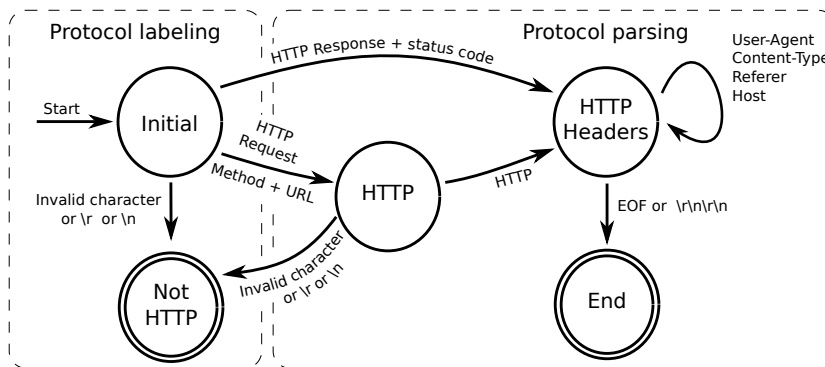 Protocol labeling
Protocol parsing
HTTP Response + status code
User-Agent
Content-Type
Referer
Host
Start
Initial
HTTP
Headers
HTTP
Request
Method + URL
HTTP
HTTP
Invalid character
or \r or \n
EOF or \r\n\r\n
Invalid character
or \r or \n
Not
HTTP
End